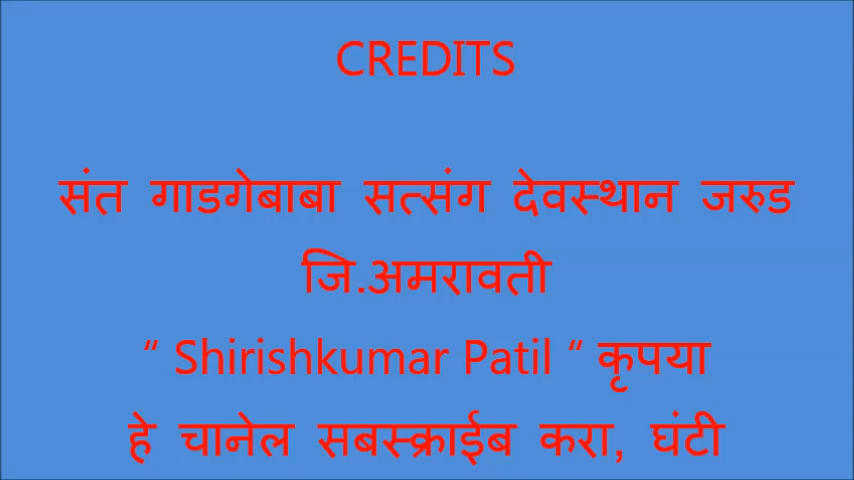 CREDITS
संत गाडगेबाबा सत्संग देवस्थान जरुड
जि.अमरावती
“ Shirishkumar Patil “ कृपया
हे चानेल सबस्क्राईब करा, घंटी